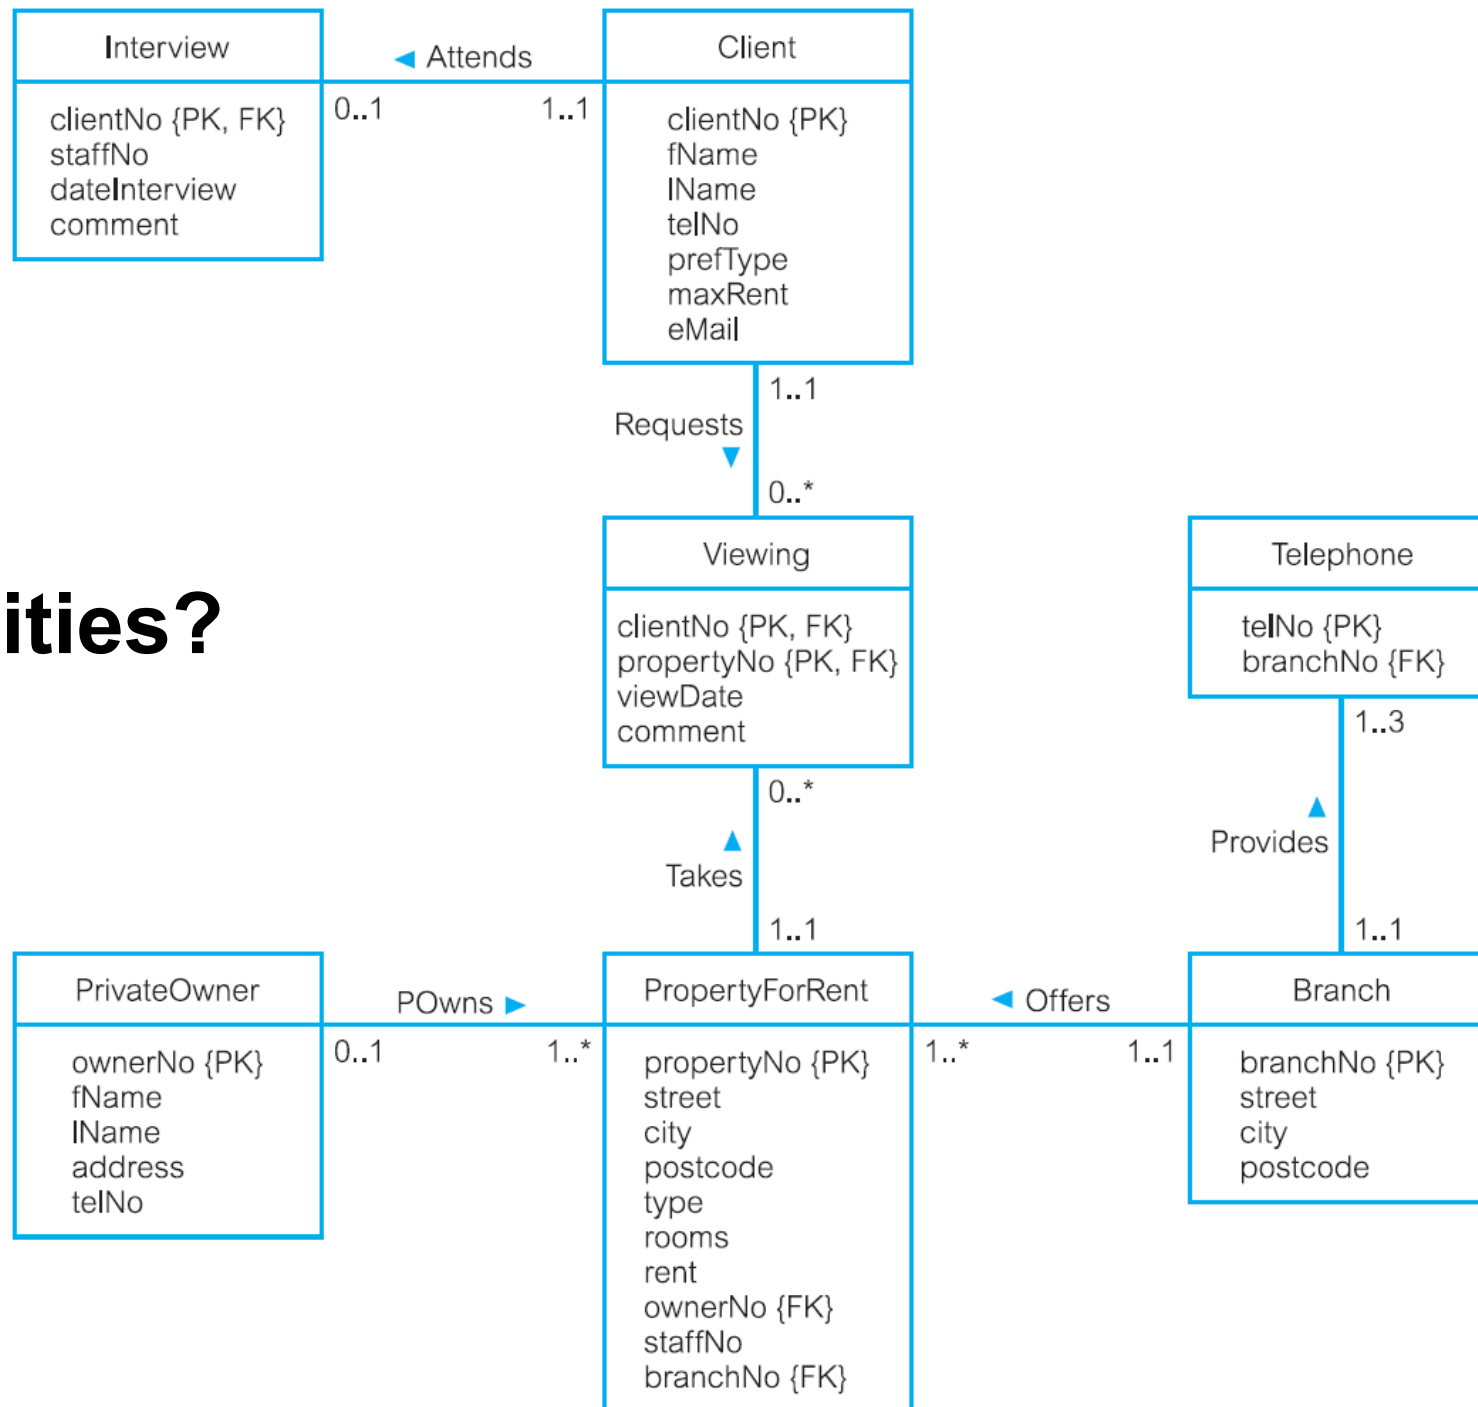 Interview
clientNo {PK, FK}
staffNo
dateInterview
comment
◄ Attends
0..1
1..1
Client
clientNo {PK}
fName
lName
telNo
prefType
maxRent
eMail
1..1
Requests
▼
0..*
ities?
Viewing
clientNo {PK, FK}
propertyNo {PK, FK}
viewDate
comment
Telephone
telNo {PK}
branchNo {FK}
0..*
▲
Takes
1..1
1..3
▲
Provides
1..1
PrivateOwner
ownerNo {PK}
fName
lName
address
telNo
POwns ►
0..1
1..*
PropertyForRent
propertyNo {PK}
street
city
postcode
type
rooms
rent
ownerNo {FK}
staffNo
branchNo {FK}
◄ Offers
1..*
1..1
Branch
branchNo {PK}
street
city
postcode